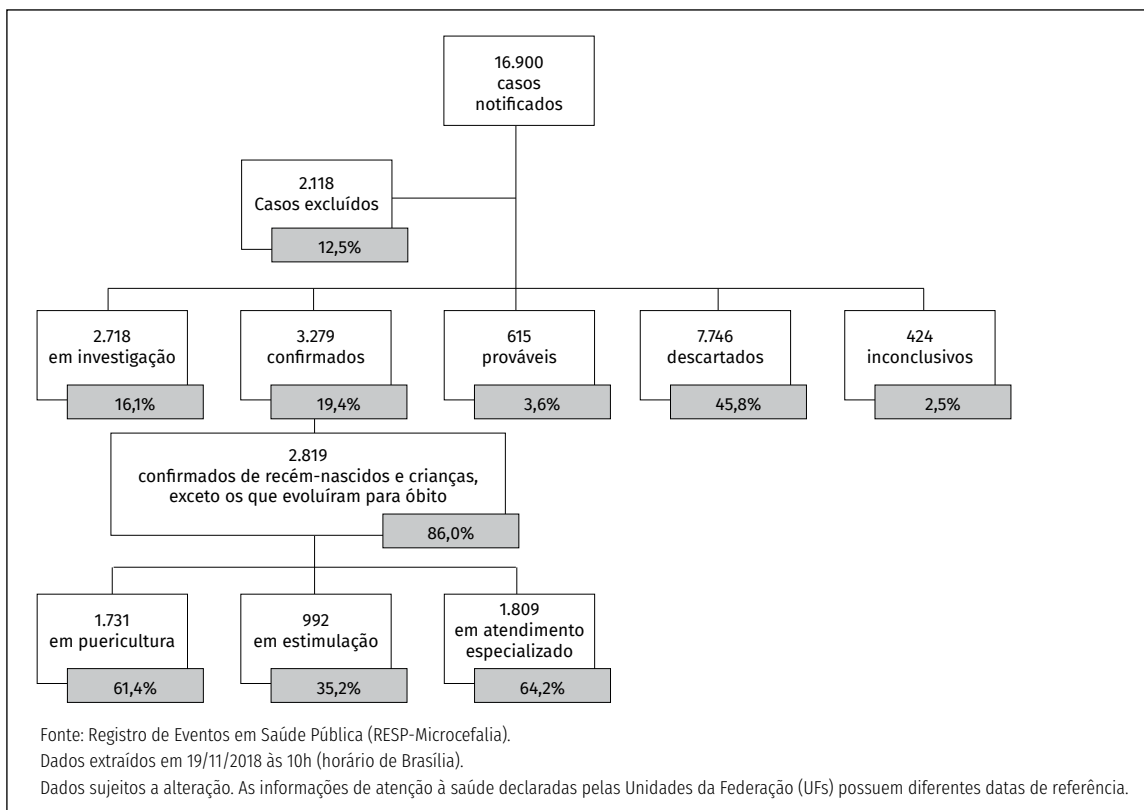 16.900
casos
notificados
2.118
Casos excluídos
12,5%
2.718
em investigação
16,1%
3.279
confirmados
19,4%
615
prováveis
3,6%
7.746
descartados
45,8%
424
inconclusivos
2,5%
2.819
confirmados de recém-nascidos e crianças,
exceto os que evoluíram para óbito
86,0%
1.731
em puericultura
61,4%
992
em estimulação
35,2%
1.809
em atendimento
especializado
64,2%
Fonte: Registro de Eventos em Saúde Pública (RESP-Microcefalia).
Dados extraídos em 19/11/2018 às 10h (horário de Brasília).
Dados sujeitos a alteração. As informações de atenção à saúde declaradas pelas Unidades da Federação (UFs) possuem diferentes datas de referência.